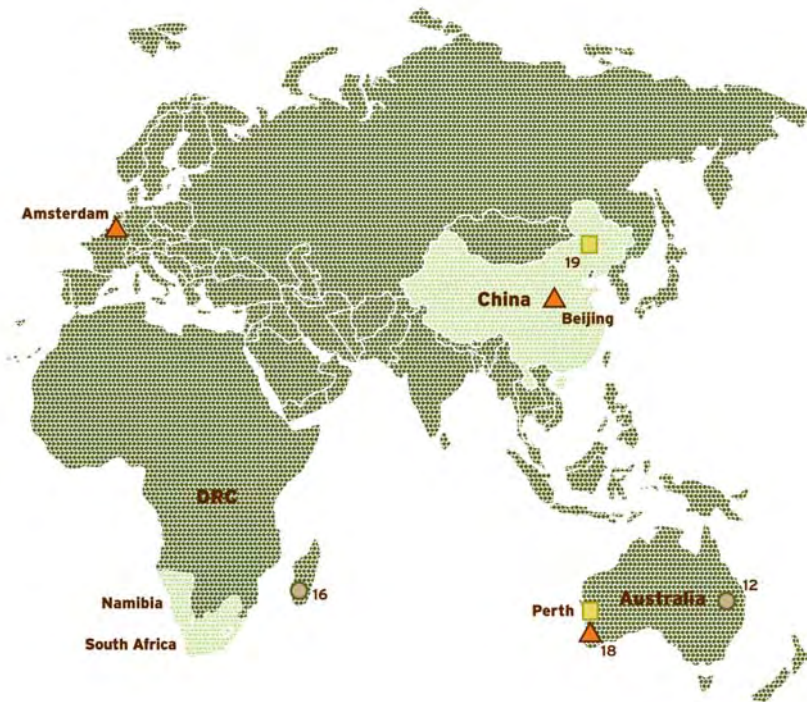 Amsterdam
19
China
Beijing
DRC
16
Namibia
South Africa
12
Australia
Perth
18